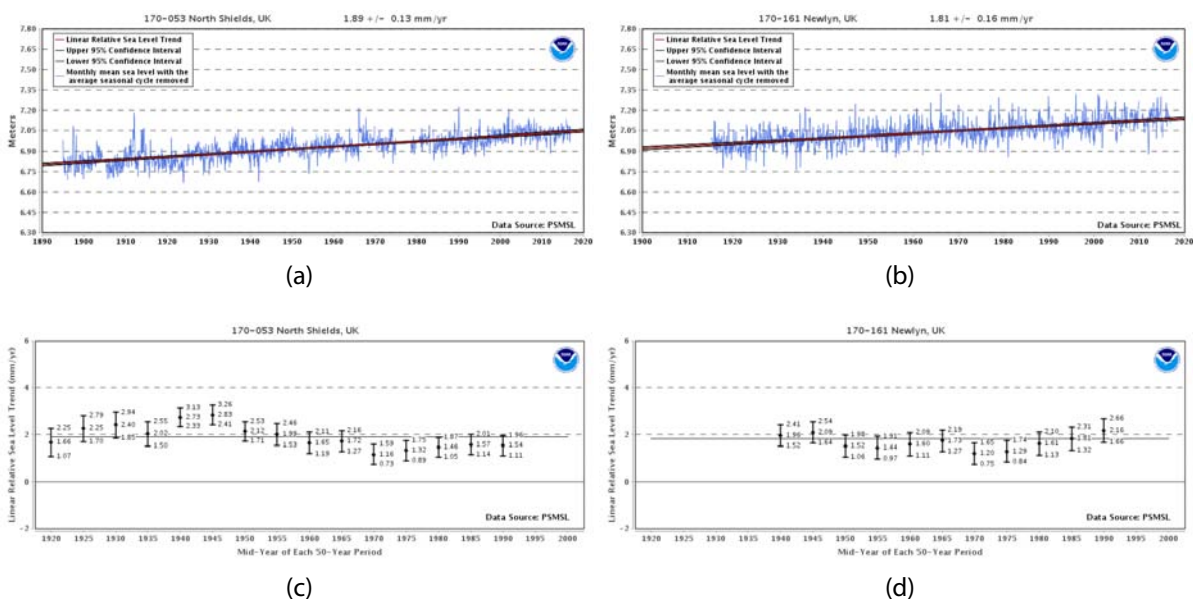 170-053 North Shields, UK 1.89 +/- 0.13 mm/yr
7.80
7.65
7.50
7.35
7.20
7.05
6.90
6.75
6.60
6.45
6.30
Meters
Linear Relative Sea Level Trend
Upper 95% Confidence Interval
Lower 95% Confidence Interval
Monthly mean sea level with the
average seasonal cycle removed
Data Source: PSMSL
1890 1900 1910 1920 1930 1940 1950 1960 1970 1980 1990 2000 2010 2020
(a)
170-161 Newlyn, UK 1.81 +/- 0.16 mm/yr
7.80
7.65
7.50
7.35
7.20
7.05
6.90
6.75
6.60
6.45
6.30
Meters
Linear Relative Sea Level Trend
Upper 95% Confidence Interval
Lower 95% Confidence Interval
Monthly mean sea level with the
average seasonal cycle removed
Data Source: PSMSL
1900 1910 1920 1930 1940 1950 1960 1970 1980 1990 2000 2010 2020
(b)
170-053 North Shields, UK
6
4
2
0
-2
Linear Relative Sea Level Trend (mm/yr)
2.25 2.79 2.94 2.55 3.13 3.26 2.53 2.46 2.11 2.16 1.59 1.75 1.87 2.01 1.96
1.66 2.25 2.40 2.02 2.73 2.83 2.12 1.99 1.65 1.72 1.16 1.32 1.46 1.57 1.54
1.07 1.70 1.85 1.50 2.33 2.41 1.71 1.53 1.19 1.27 0.73 0.89 1.05 1.14 1.11
Data Source: PSMSL
1920 1925 1930 1935 1940 1945 1950 1955 1960 1965 1970 1975 1980 1985 1990 1995 2000
Mid-Year of Each 50-Year Period
(c)
170-161 Newlyn, UK
6
4
2
0
-2
Linear Relative Sea Level Trend (mm/yr)
2.41 2.54 1.98 1.91 2.08 2.19 1.65 1.74 2.10 2.31 2.66
1.96 2.09 1.52 1.44 1.60 1.73 1.20 1.29 1.61 1.81 2.16
1.52 1.64 1.06 0.97 1.11 1.27 0.75 0.84 1.13 1.32 1.66
Data Source: PSMSL
1920 1925 1930 1935 1940 1945 1950 1955 1960 1965 1970 1975 1980 1985 1990 1995 2000
Mid-Year of Each 50-Year Period
(d)